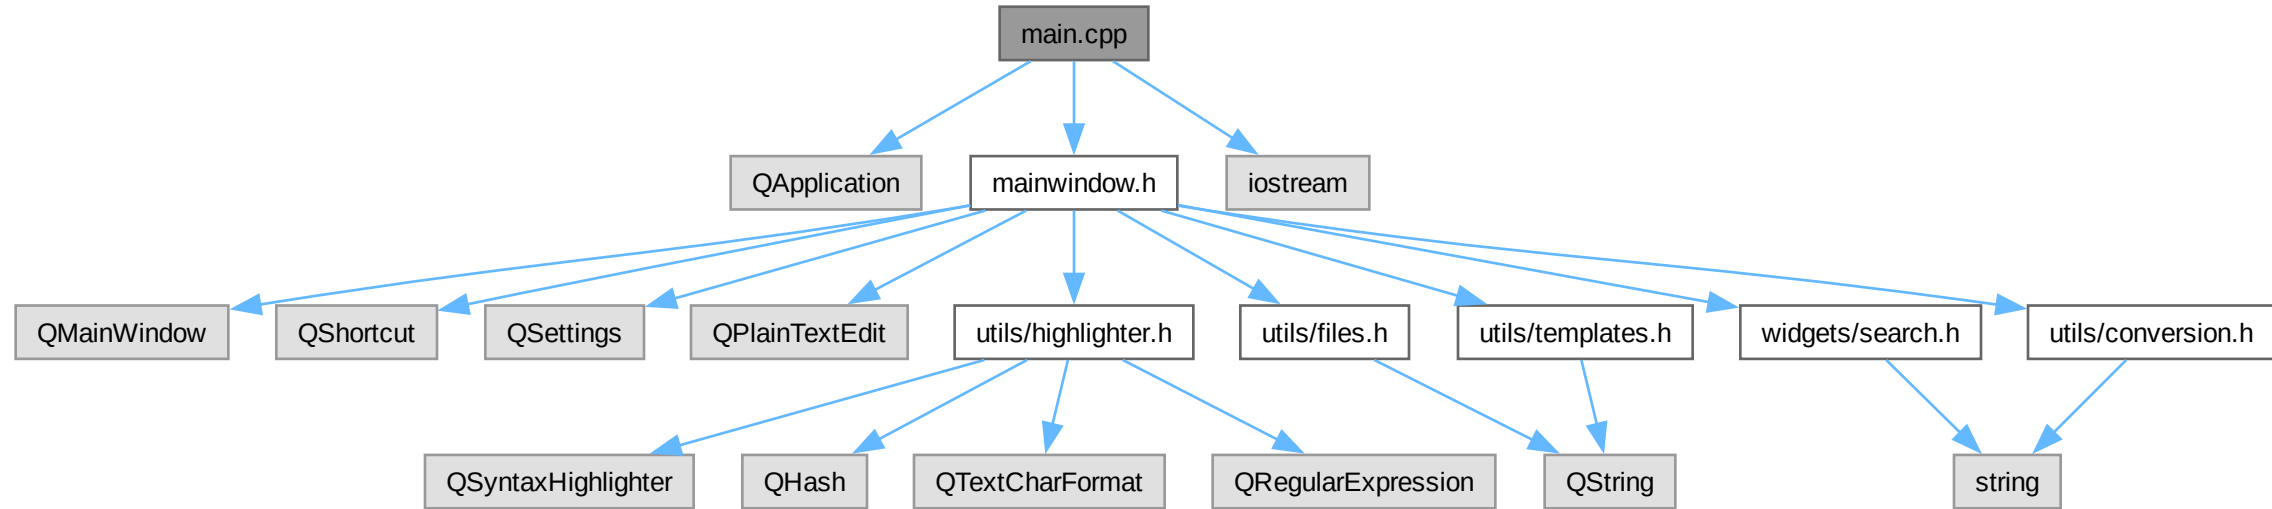 main.cpp
QApplication
mainwindow.h
iostream
QMainWindow
QShortcut
QSettings
QPlainTextEdit
utils/highlighter.h
utils/files.h
utils/templates.h
widgets/search.h
utils/conversion.h
QSyntaxHighlighter
QHash
QTextCharFormat
QRegularExpression
QString
string